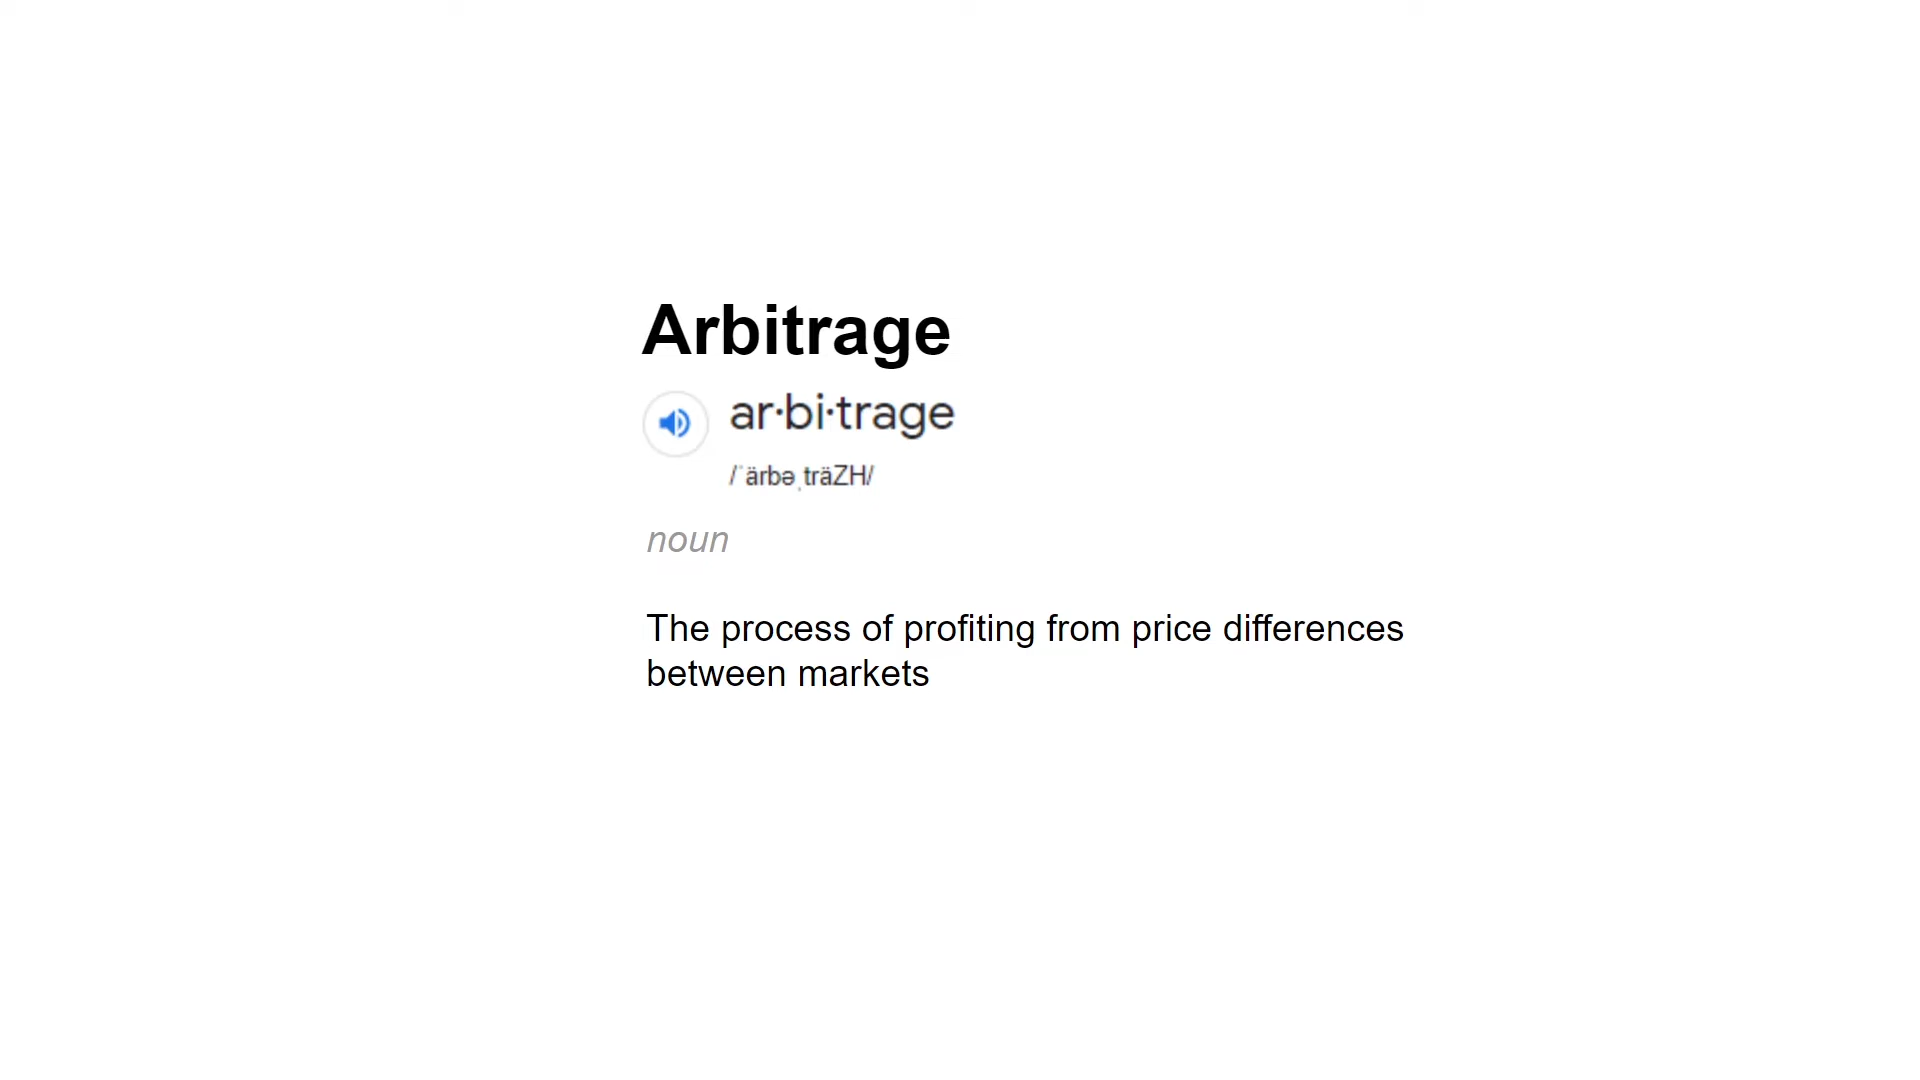 Arbitrage
ar·bi·trage
/ˈärbəˌträZH/
noun
The process of profiting from price differences
between markets